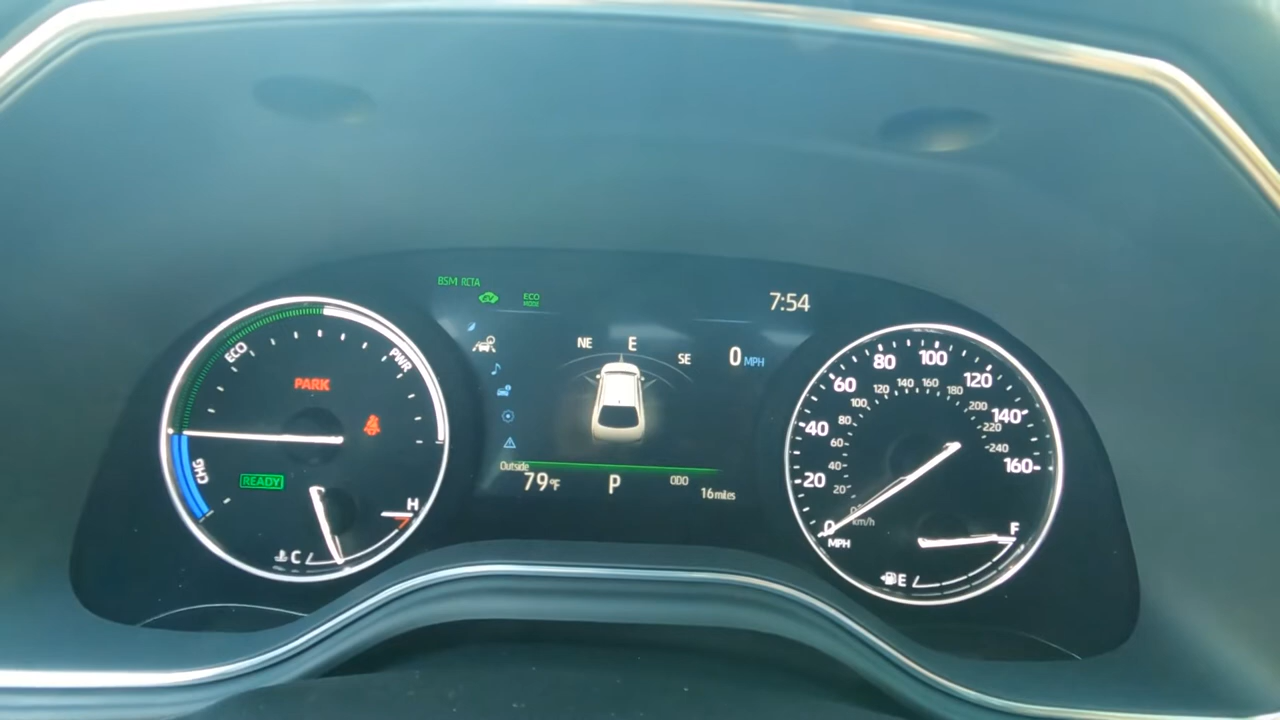 BSM RCTA
EV
ECO
MODE
7:54
NE E SE
0 MPH
ECO
PWR
PARK
CHG
READY
H
C
Outside
79°F
P
ODO
16 miles
0
20
40
60
80
100
120
140
160
MPH
0
20
40
60
80
100
120
140
160
180
200
220
240
km/h
F
E